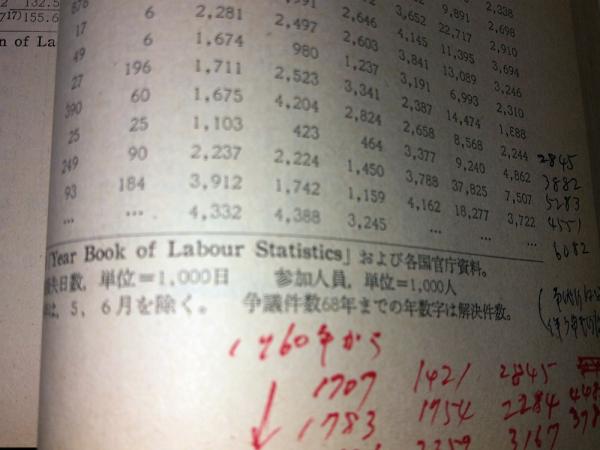 155.6
n of La
2,338
9,891 2,698
3,652 22,717 2,910
2,646 4,145 11,395 3,694
17 6 2,281 2,497 2,603 3,841 13,089 3,246
49 6 1,674 980 1,237 3,191 6,993 2,310
27 196 1,711 2,523 3,341 2,387 14,474 1,888
390 60 1,675 4,204 2,824 2,658 8,568 2,244 2845
25 25 1,103 423 464 3,377 9,240 4,862 3882
249 90 2,237 2,224 1,450 3,788 37,825 7,507 5283
93 184 3,912 1,742 1,159 4,162 18,277 3,722 4551
… … 4,332 4,388 3,245 … … … 6082
Year Book of Labour Statistics」および各国官庁資料。
日数, 単位=1,000日 参加人員, 単位=1,000人
は, 5, 6月を除く。 争議件数68年までの年数字は解決件数。
1960年から
1707 1421 2845
1783 1754 2284
3167